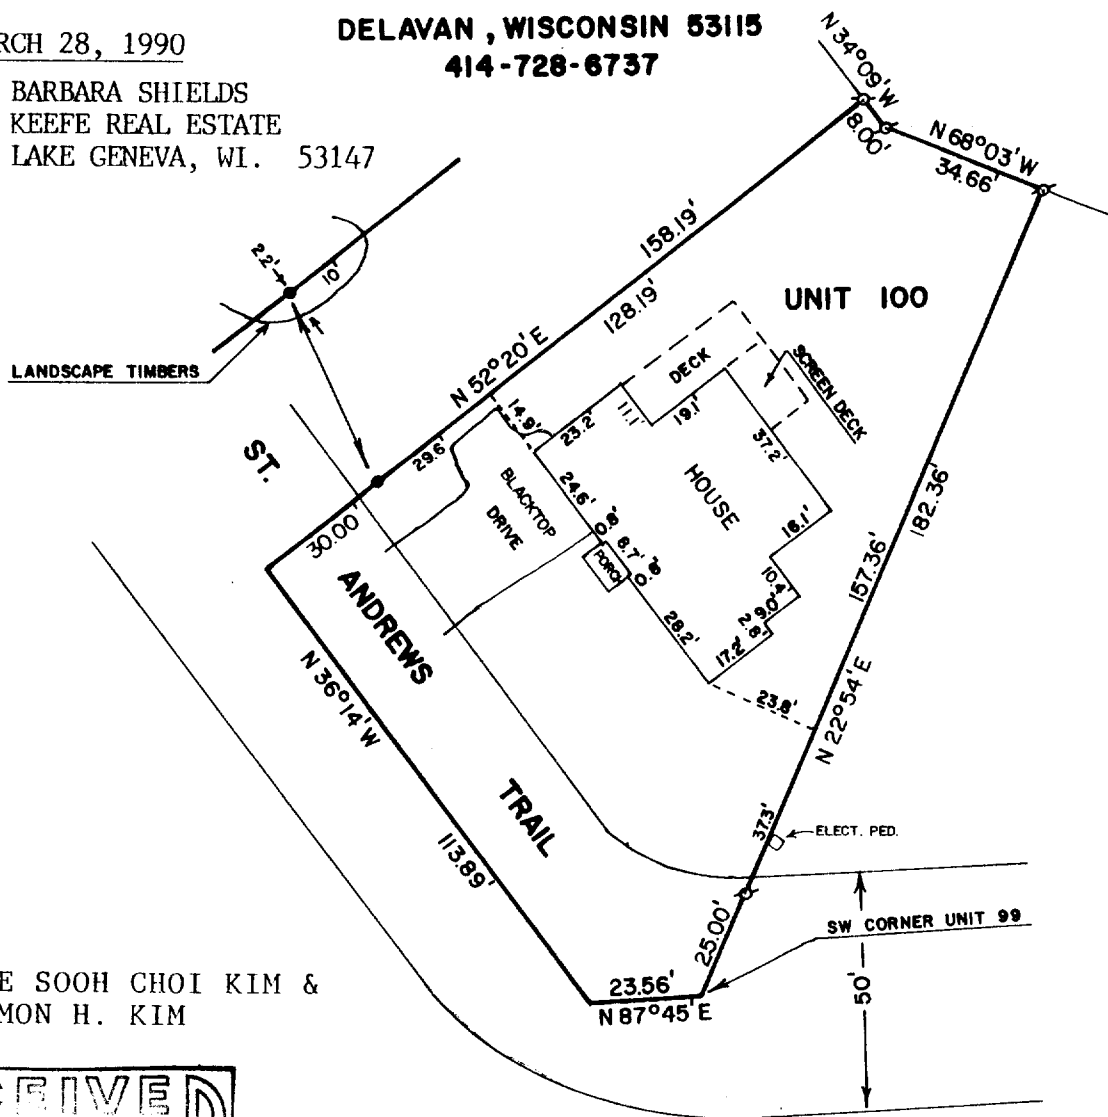 RCH 28, 1990
BARBARA SHIELDS
KEEFE REAL ESTATE
LAKE GENEVA, WI. 53147
DELAVAN, WISCONSIN 53115
414-728-6737
N 34°09'W
8.00'
N 68°03'W
34.66'
158.19'
128.19'
N 52°20'E
UNIT 100
2.2'
10'
LANDSCAPE TIMBERS
ST.
14.9'
29.6'
30.00'
DECK
SCREEN DECK
11.1'
19.1'
23.2'
37.2'
24.6'
HOUSE
BLACKTOP
DRIVE
0.8'
8.7'
0.8'
PORCH
16.1'
10.4'
9.0'
2.8'
17.2'
28.2'
23.8'
182.36'
157.36'
N 22°54'E
ANDREWS
TRAIL
N 36°14'W
113.89'
37.3'
ELECT. PED.
25.00'
SW CORNER UNIT 99
50'
23.56'
N 87°45'E
E SOOH CHOI KIM &
MON H. KIM
CEIVED